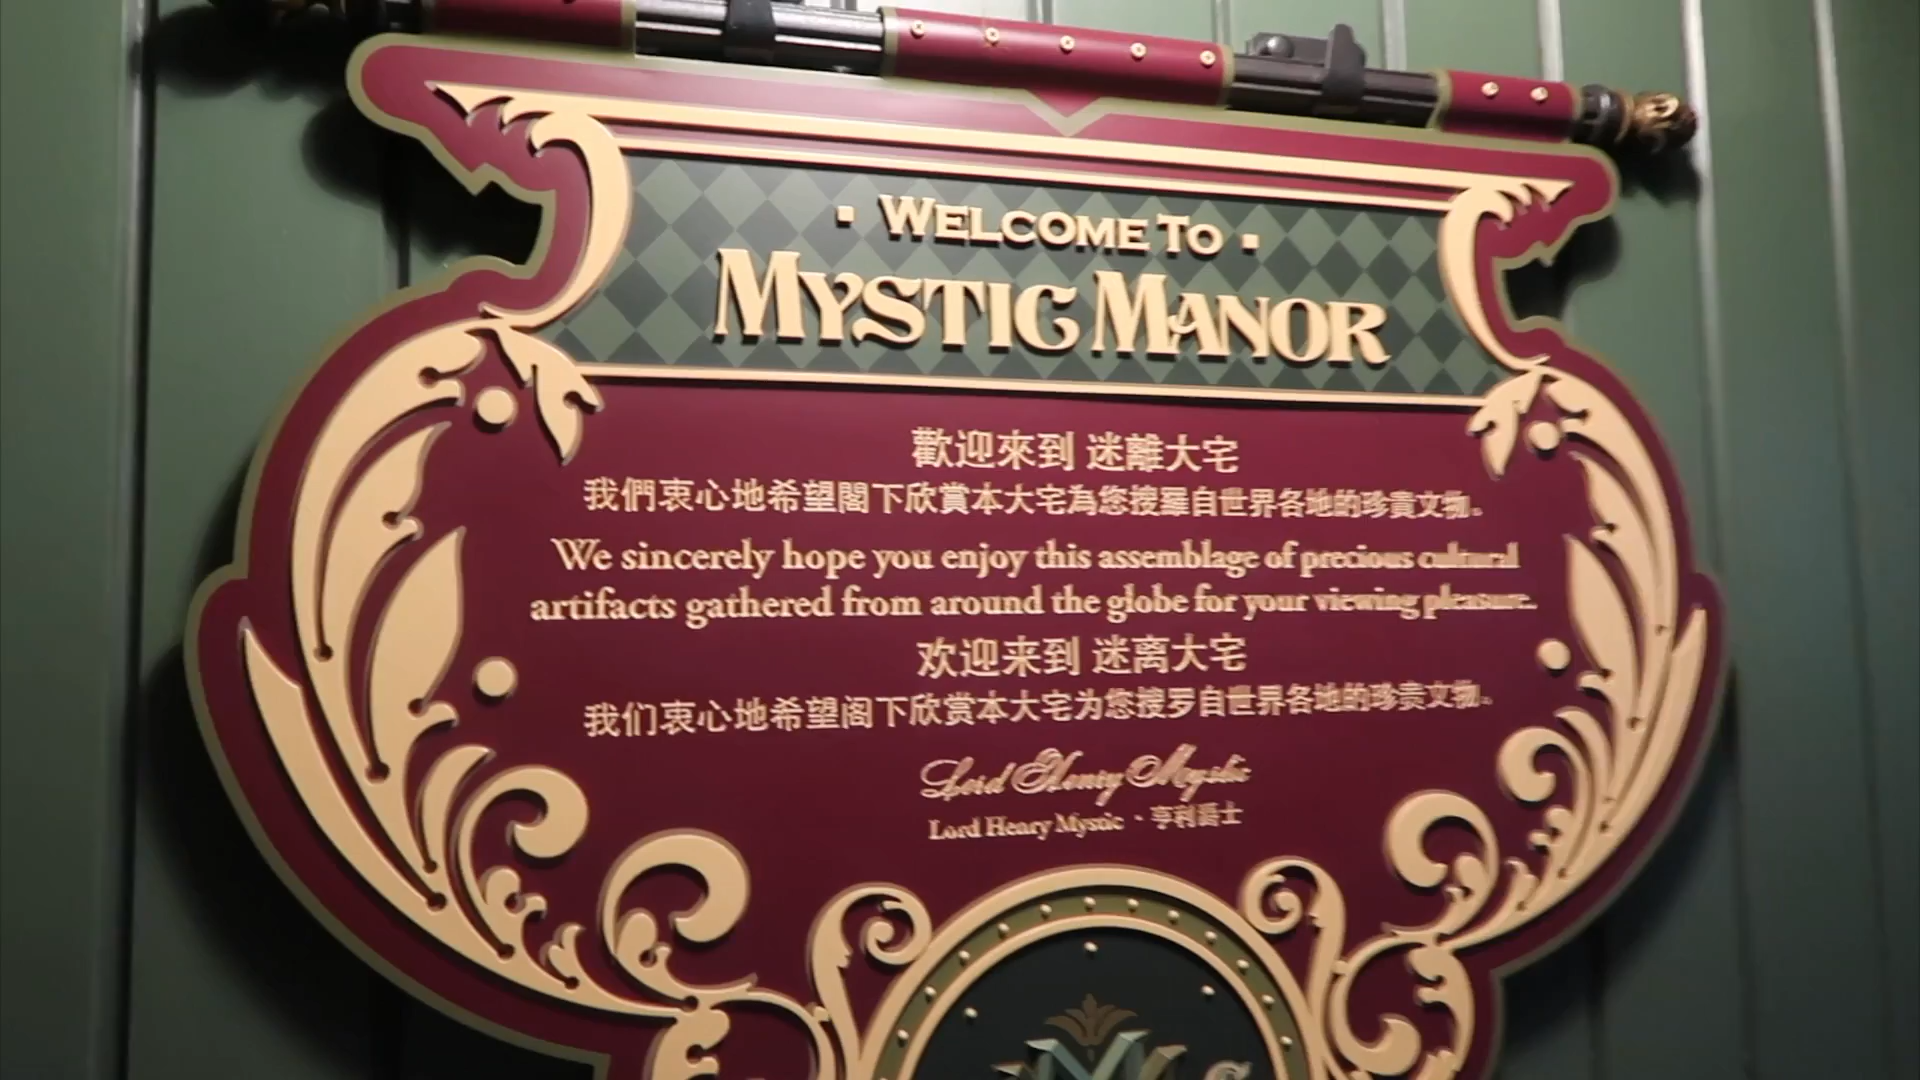 · WELCOME TO ·
MYSTIC MANOR
歡迎來到 迷離大宅
我們衷心地希望閣下欣賞本大宅為您搜羅自世界各地的珍貴文物。
We sincerely hope you enjoy this assemblage of precious cultural
artifacts gathered from around the globe for your viewing pleasure.
欢迎来到 迷离大宅
我们衷心地希望阁下欣赏本大宅为您搜罗自世界各地的珍贵文物。
Lord Henry Mystic
Lord Henry Mystic · 亨利爵士